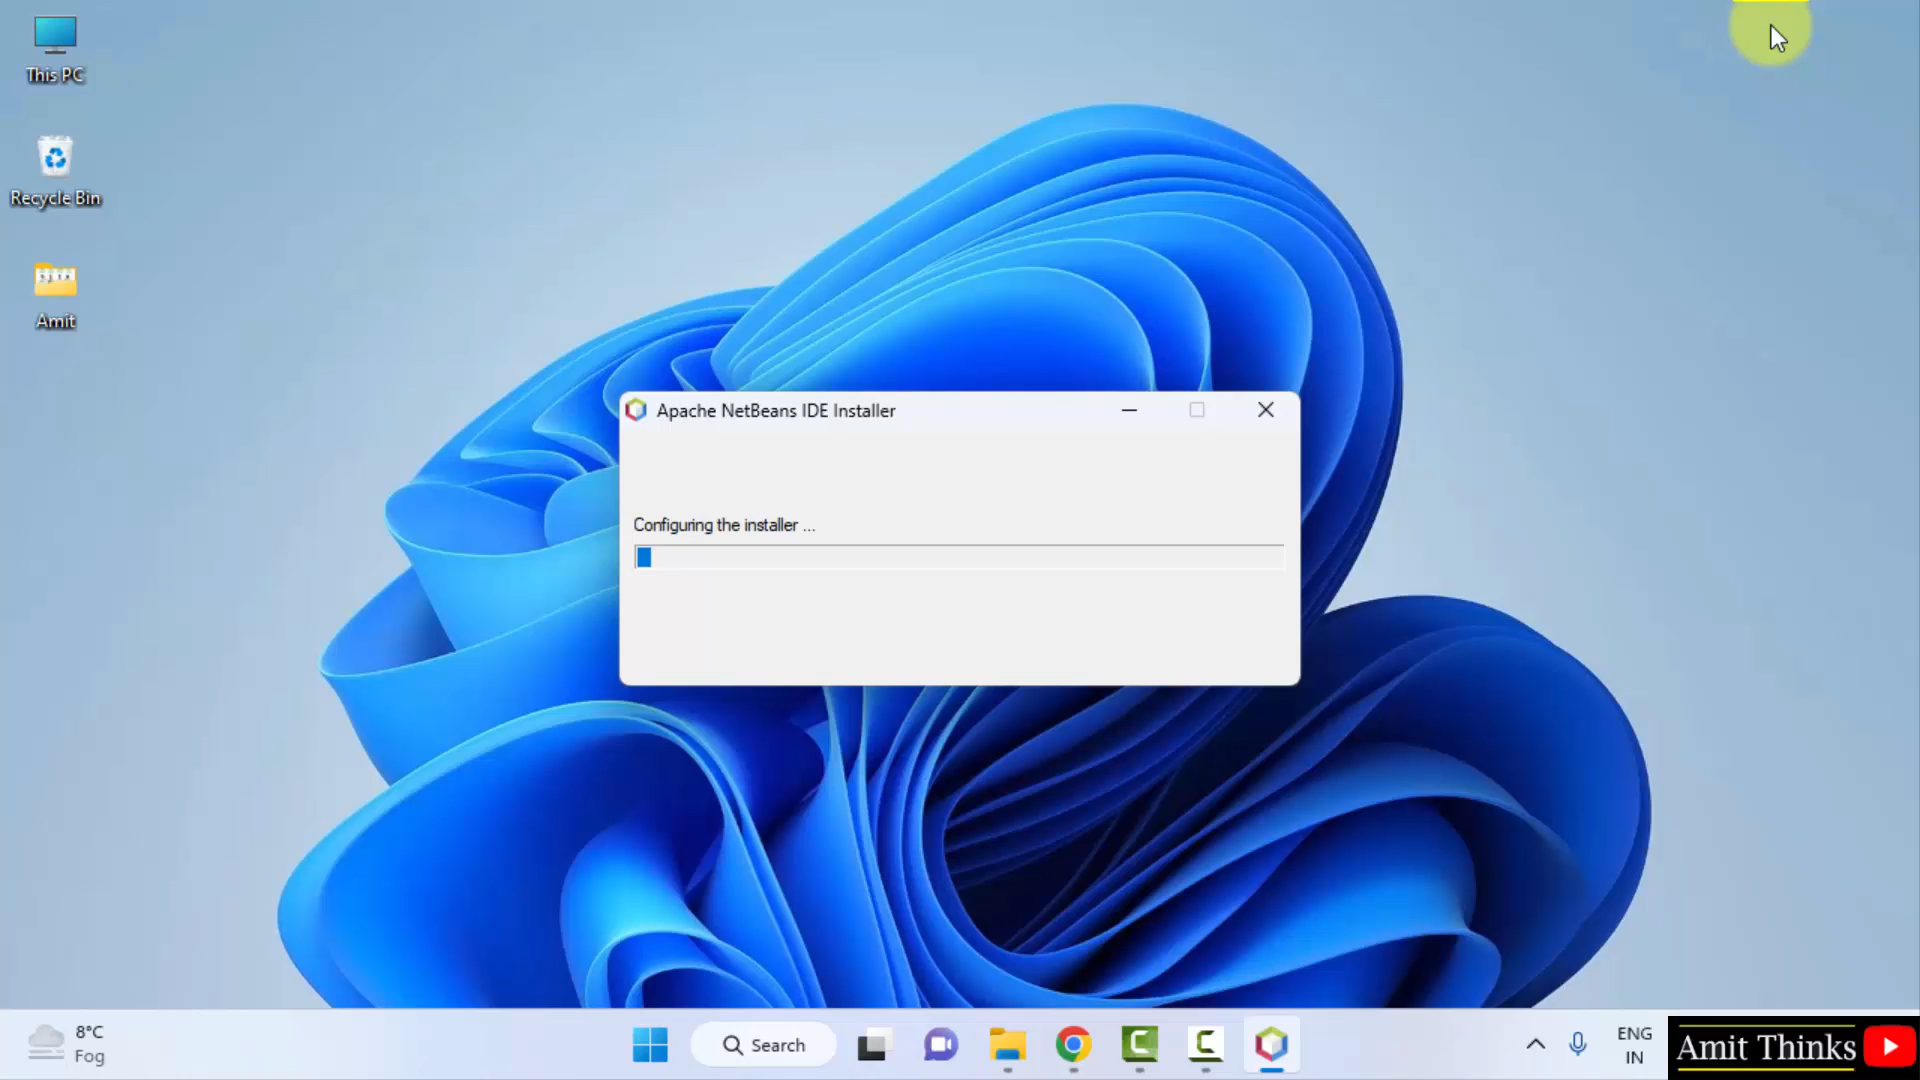 This PC
Recycle Bin
Amit
Apache NetBeans IDE Installer
Configuring the installer ...
8°C
Fog
Search
ENG
IN
Amit Thinks